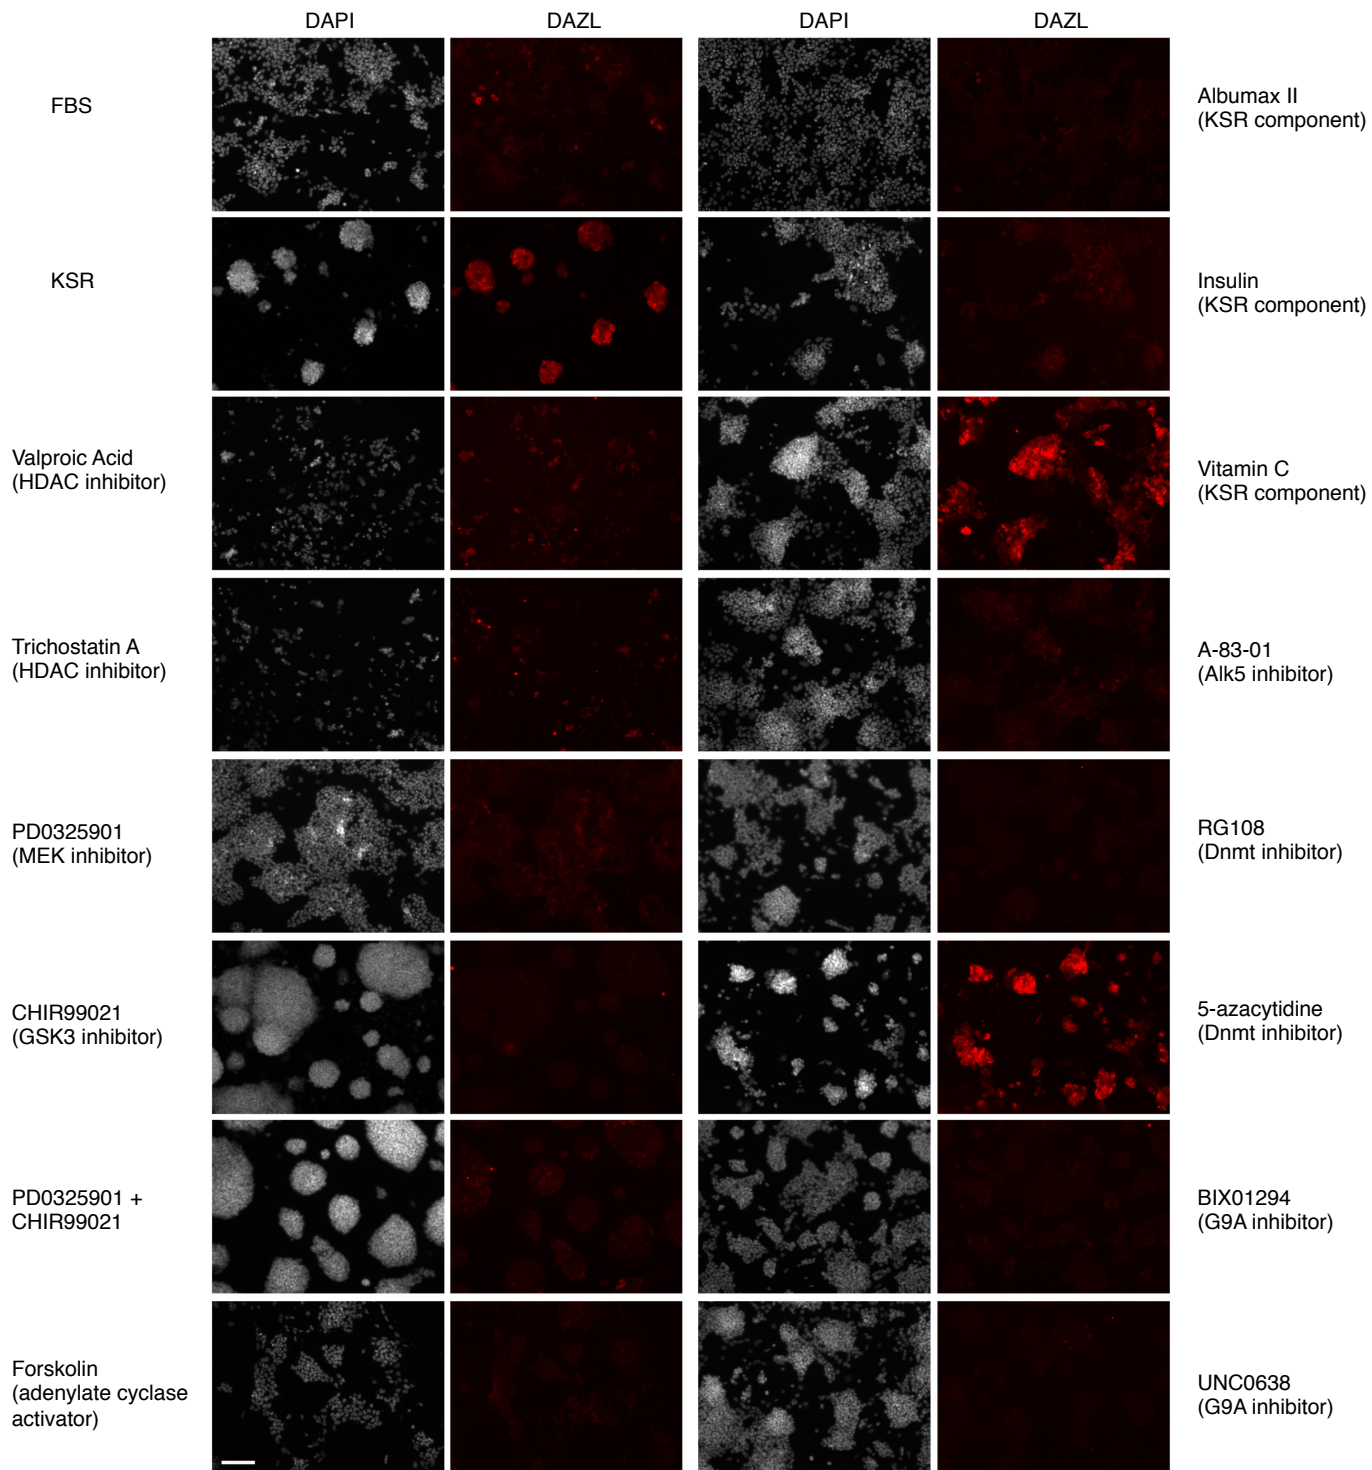 DAPI DAZL DAPI DAZL
FBS
Albumax II
(KSR component)
KSR
Insulin
(KSR component)
Valproic Acid
(HDAC inhibitor)
Vitamin C
(KSR component)
Trichostatin A
(HDAC inhibitor)
A-83-01
(Alk5 inhibitor)
PD0325901
(MEK inhibitor)
RG108
(Dnmt inhibitor)
CHIR99021
(GSK3 inhibitor)
5-azacytidine
(Dnmt inhibitor)
PD0325901 +
CHIR99021
BIX01294
(G9A inhibitor)
Forskolin
(adenylate cyclase
activator)
UNC0638
(G9A inhibitor)